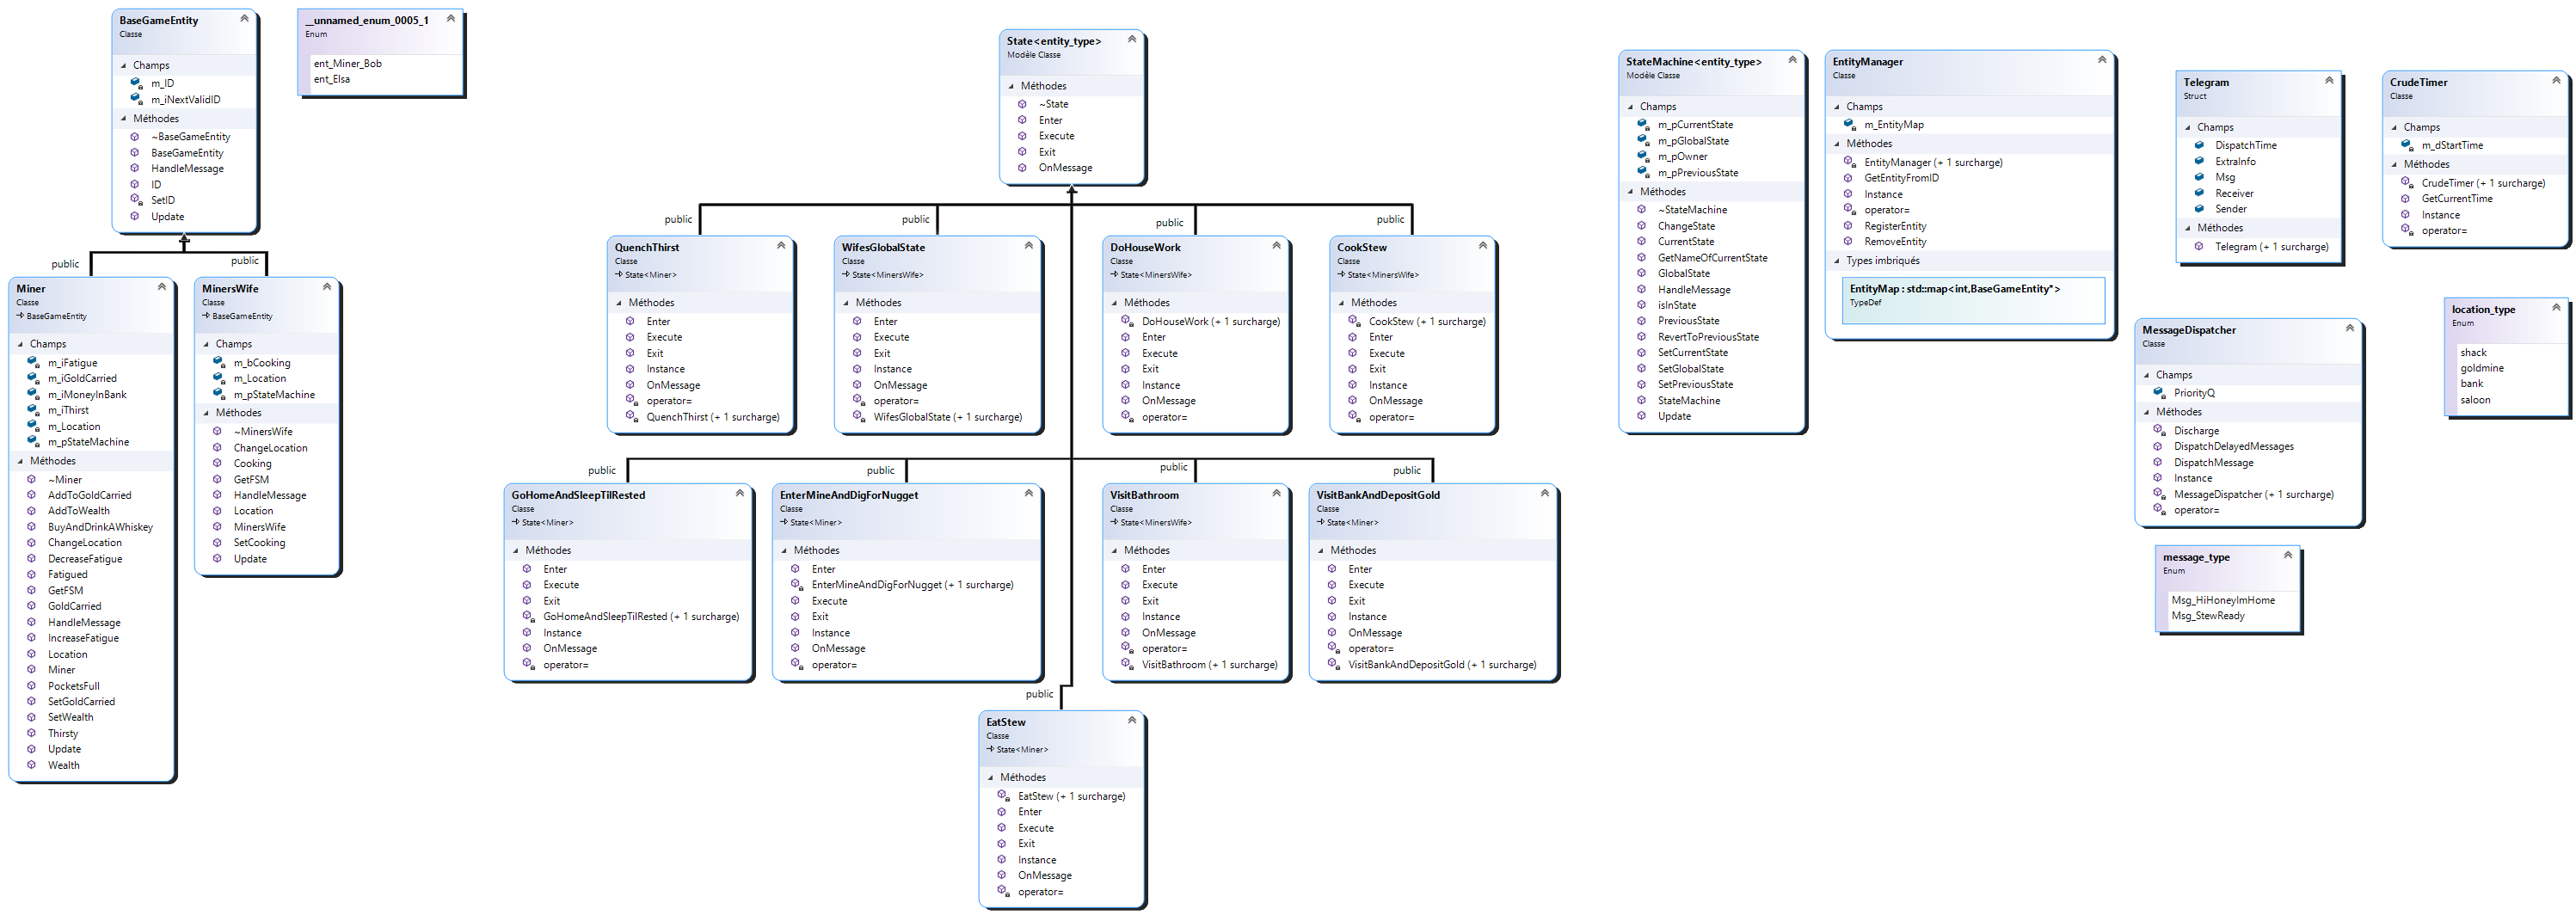 BaseGameEntity
Classe
Champs
m_ID
m_iNextValidID
Méthodes
~BaseGameEntity
BaseGameEntity
HandleMessage
ID
SetID
Update
__unnamed_enum_0005_1
Enum
ent_Miner_Bob
ent_Elsa
public
public
Miner
Classe
BaseGameEntity
Champs
m_iFatigue
m_iGoldCarried
m_iMoneyInBank
m_iThirst
m_Location
m_pStateMachine
Méthodes
~Miner
AddToGoldCarried
AddToWealth
BuyAndDrinkAWhiskey
ChangeLocation
DecreaseFatigue
Fatigued
GetFSM
GoldCarried
HandleMessage
IncreaseFatigue
Location
Miner
PocketsFull
SetGoldCarried
SetWealth
Thirsty
Update
Wealth
MinersWife
Classe
BaseGameEntity
Champs
m_bCooking
m_Location
m_pStateMachine
Méthodes
~MinersWife
ChangeLocation
Cooking
GetFSM
HandleMessage
Location
MinersWife
SetCooking
Update
State<entity_type>
Modèle Classe
Méthodes
~State
Enter
Execute
Exit
OnMessage
public
public
public
public
QuenchThirst
Classe
State<Miner>
Méthodes
Enter
Execute
Exit
Instance
OnMessage
operator=
QuenchThirst (+ 1 surcharge)
WifesGlobalState
Classe
State<MinersWife>
Méthodes
Enter
Execute
Exit
Instance
OnMessage
operator=
WifesGlobalState (+ 1 surcharge)
DoHouseWork
Classe
State<MinersWife>
Méthodes
DoHouseWork (+ 1 surcharge)
Enter
Execute
Exit
Instance
OnMessage
operator=
CookStew
Classe
State<MinersWife>
Méthodes
CookStew (+ 1 surcharge)
Enter
Execute
Exit
Instance
OnMessage
operator=
public
public
public
public
GoHomeAndSleepTilRested
Classe
State<Miner>
Méthodes
Enter
Execute
Exit
GoHomeAndSleepTilRested (+ 1 surcharge)
Instance
OnMessage
operator=
EnterMineAndDigForNugget
Classe
State<Miner>
Méthodes
Enter
EnterMineAndDigForNugget (+ 1 surcharge)
Execute
Exit
Instance
OnMessage
operator=
VisitBathroom
Classe
State<MinersWife>
Méthodes
Enter
Execute
Exit
Instance
OnMessage
operator=
VisitBathroom (+ 1 surcharge)
VisitBankAndDepositGold
Classe
State<Miner>
Méthodes
Enter
Execute
Exit
Instance
OnMessage
operator=
VisitBankAndDepositGold (+ 1 surcharge)
public
EatStew
Classe
State<Miner>
Méthodes
EatStew (+ 1 surcharge)
Enter
Execute
Exit
Instance
OnMessage
operator=
StateMachine<entity_type>
Modèle Classe
Champs
m_pCurrentState
m_pGlobalState
m_pOwner
m_pPreviousState
Méthodes
~StateMachine
ChangeState
CurrentState
GetNameOfCurrentState
GlobalState
HandleMessage
isInState
PreviousState
RevertToPreviousState
SetCurrentState
SetGlobalState
SetPreviousState
StateMachine
Update
EntityManager
Classe
Champs
m_EntityMap
Méthodes
EntityManager (+ 1 surcharge)
GetEntityFromID
Instance
operator=
RegisterEntity
RemoveEntity
Types imbriqués
EntityMap : std::map<int,BaseGameEntity*>
TypeDef
Telegram
Struct
Champs
DispatchTime
ExtraInfo
Msg
Receiver
Sender
Méthodes
Telegram (+ 1 surcharge)
CrudeTimer
Classe
Champs
m_dStartTime
Méthodes
CrudeTimer (+ 1 surcharge)
GetCurrentTime
Instance
operator=
MessageDispatcher
Classe
Champs
PriorityQ
Méthodes
Discharge
DispatchDelayedMessages
DispatchMessage
Instance
MessageDispatcher (+ 1 surcharge)
operator=
location_type
Enum
shack
goldmine
bank
saloon
message_type
Enum
Msg_HiHoneyImHome
Msg_StewReady